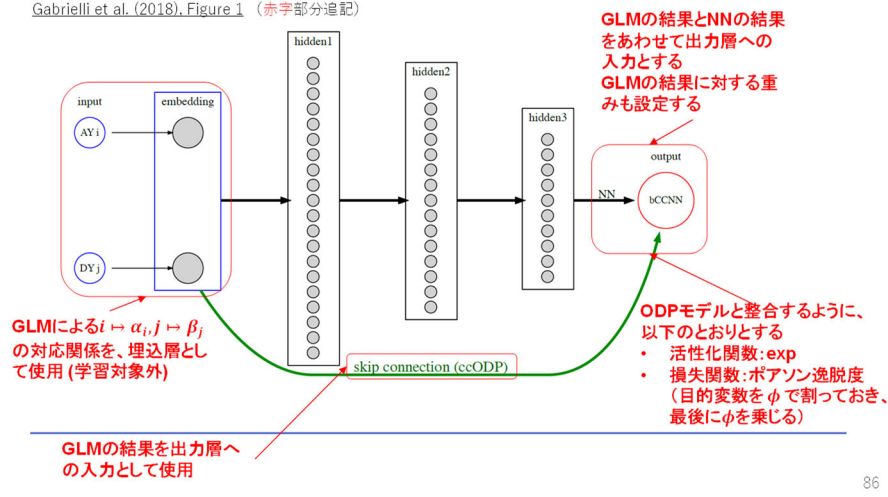 Gabrielli et al. (2018), Figure 1 （赤字部分追記）
GLMの結果とNNの結果
をあわせて出力層への
入力とする
GLMの結果に対する重
みも設定する
hidden1
hidden2
hidden3
input
embedding
output
AY i
DY j
NN
bCCNN
GLMによるi ↦ αᵢ, j ↦ βⱼ
の対応関係を、埋込層とし
て使用 (学習対象外)
skip connection (ccODP)
ODPモデルと整合するように、
以下のとおりとする
• 活性化関数：exp
• 損失関数：ポアソン逸脱度
（目的変数を ϕ で割っておき、
最後にϕを乗じる）
GLMの結果を出力層へ
の入力として使用
86